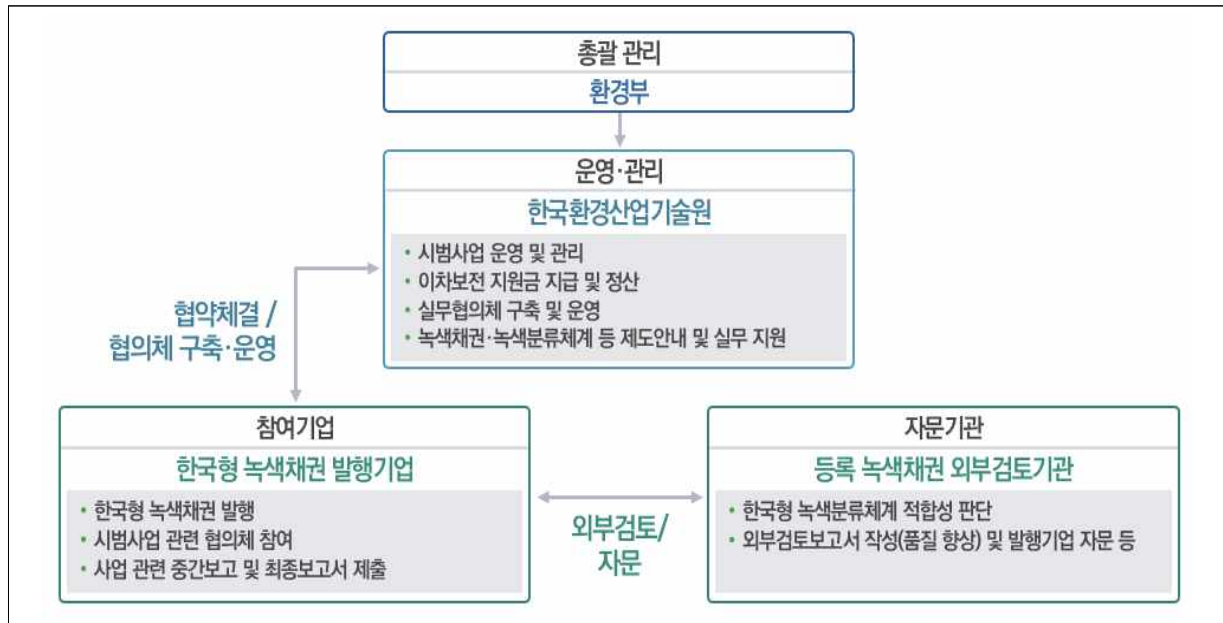 총괄 관리
환경부
운영·관리
한국환경산업기술원
• 시범사업 운영 및 관리
• 이차보전 지원금 지급 및 정산
• 실무협의체 구축 및 운영
• 녹색채권·녹색분류체계 등 제도안내 및 실무 지원
협약체결 /
협의체 구축·운영
참여기업
한국형 녹색채권 발행기업
• 한국형 녹색채권 발행
• 시범사업 관련 협의체 참여
• 사업 관련 중간보고 및 최종보고서 제출
외부검토/
자문
자문기관
등록 녹색채권 외부검토기관
• 한국형 녹색분류체계 적합성 판단
• 외부검토보고서 작성(품질 향상) 및 발행기업 자문 등